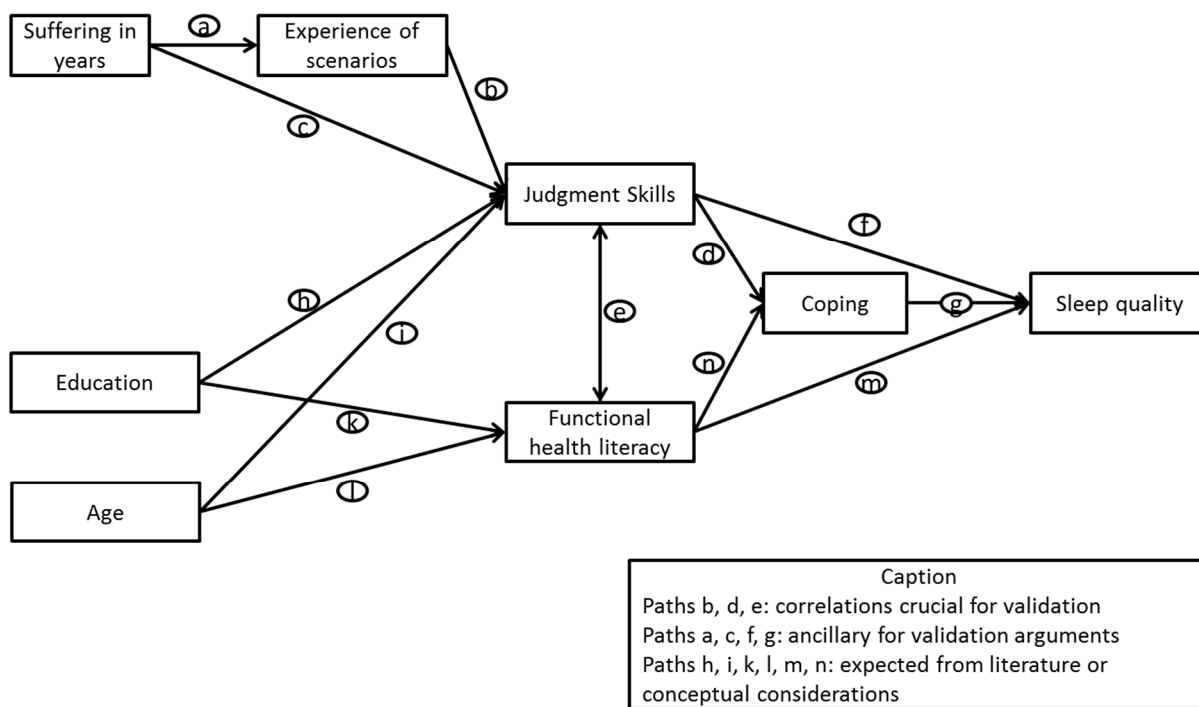 Suffering in
years
a
Experience of
scenarios
b
c
Judgment Skills
f
d
h
e
Coping
g
Sleep quality
i
n
Education
m
k
Functional
health literacy
l
Age
Caption
Paths b, d, e: correlations crucial for validation
Paths a, c, f, g: ancillary for validation arguments
Paths h, i, k, l, m, n: expected from literature or
conceptual considerations